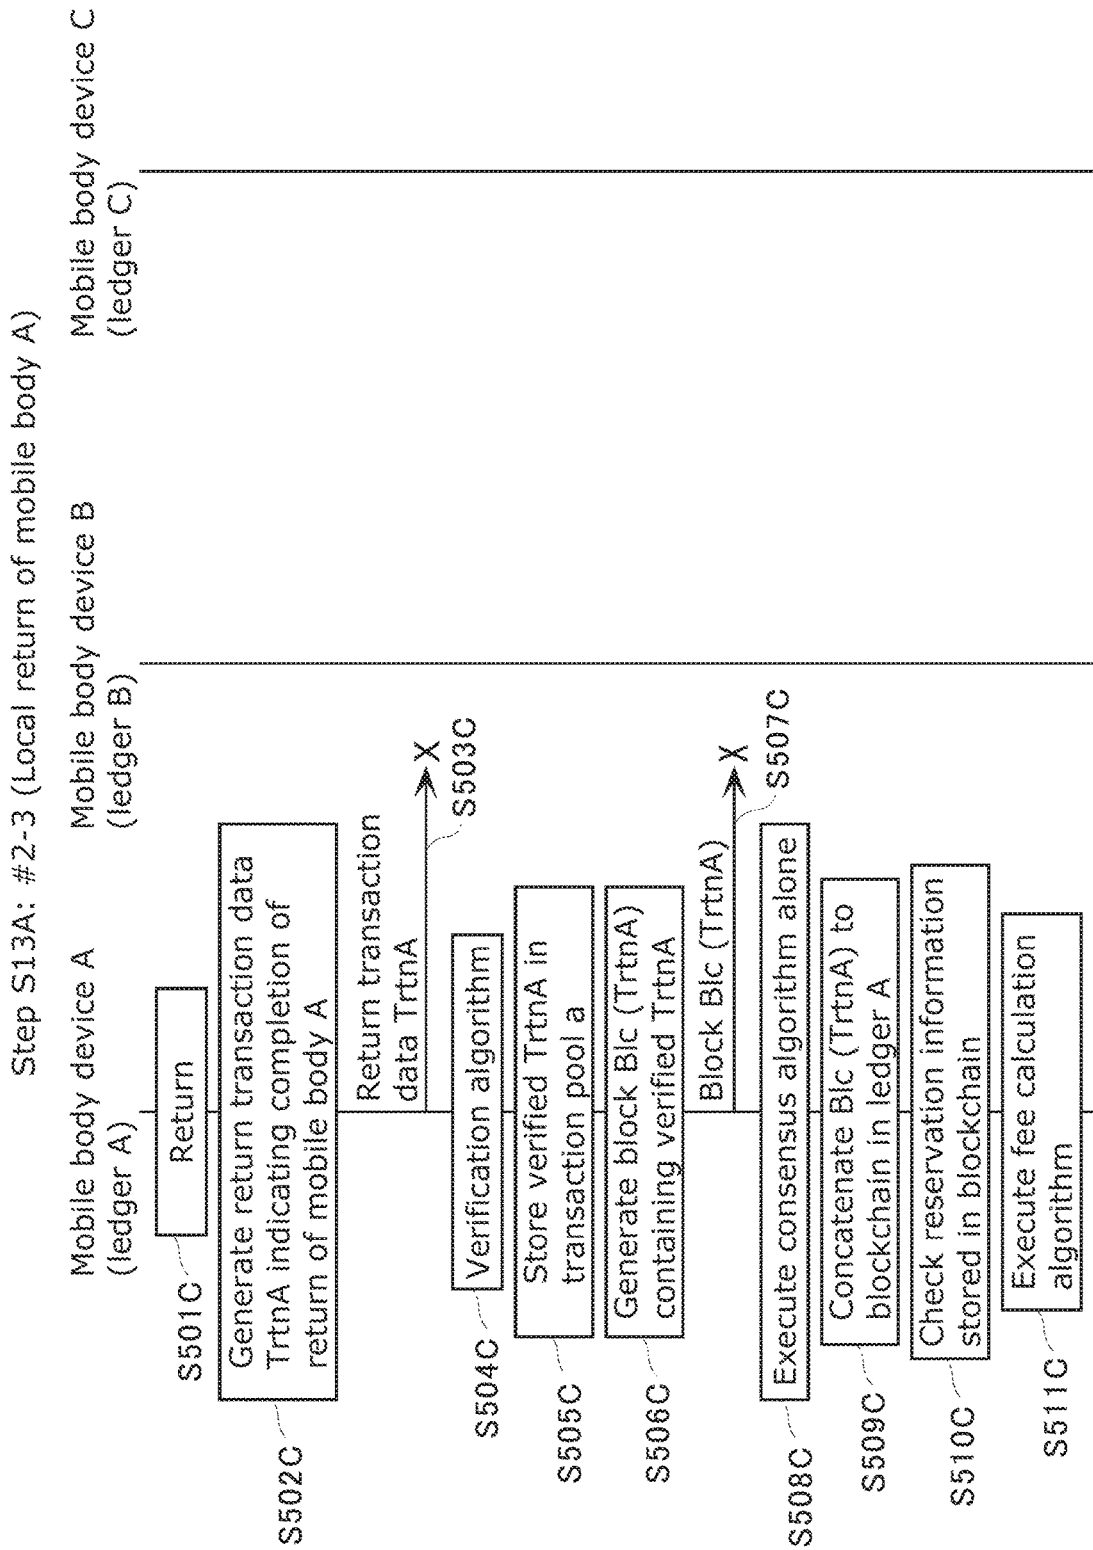 Step S13A: #2-3 (Local return of mobile body A)
Mobile body device A
(ledger A)
Mobile body device B
(ledger B)
Mobile body device C
(ledger C)
S501C
Return
S502C
Generate return transaction data
TrtnA indicating completion of
return of mobile body A
Return transaction
data TrtnA
X
S503C
S504C
Verification algorithm
S505C
Store verified TrtnA in
transaction pool a
S506C
Generate block Blc (TrtnA)
containing verified TrtnA
Block Blc (TrtnA)
X
S507C
S508C
Execute consensus algorithm alone
S509C
Concatenate Blc (TrtnA) to
blockchain in ledger A
S510C
Check reservation information
stored in blockchain
S511C
Execute fee calculation
algorithm